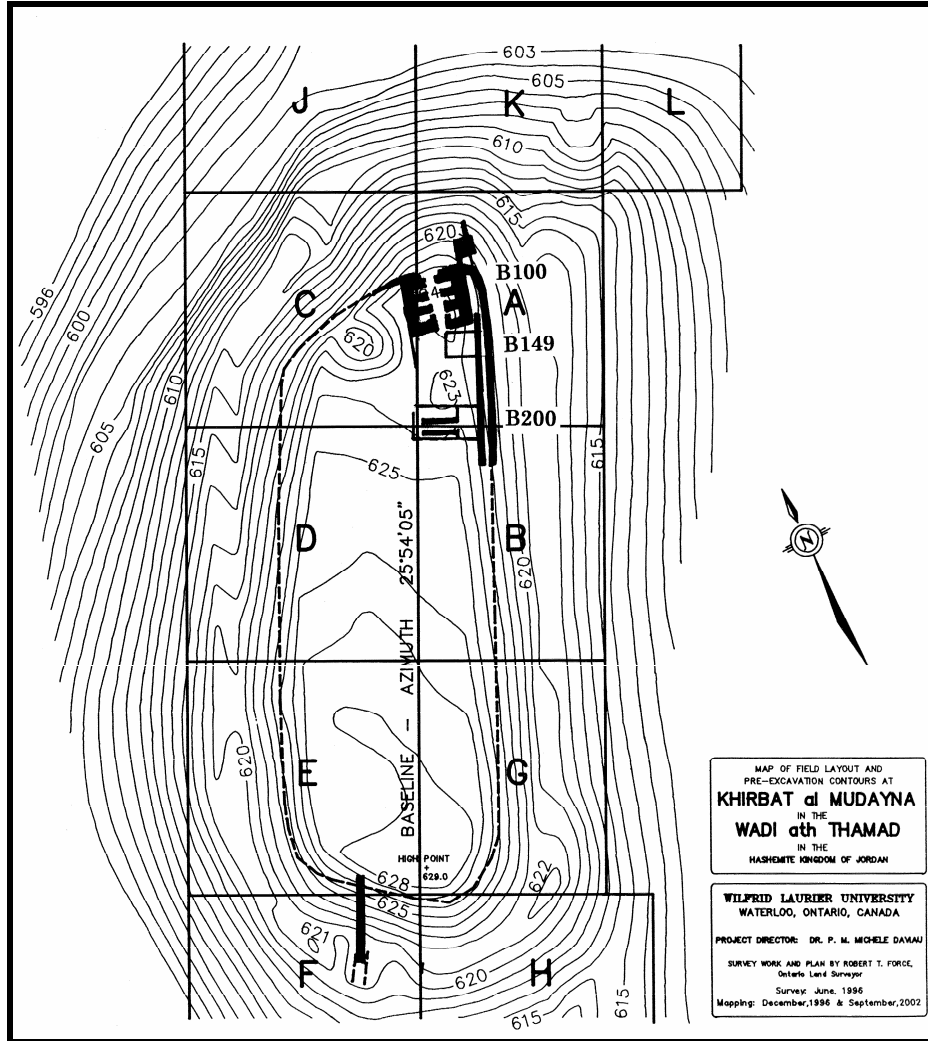 603
J
K
L
605
610
615
620
B100
596
C
A
600
620
B149
610
623
B200
605
615
615
625
D
BASELINE – AZIMUTH 25°54'05"
B
620
N
620
E
G
HIGH POINT
+
629.0
628
622
625
621
F
620
H
615
615
MAP OF FIELD LAYOUT AND
PRE-EXCAVATION CONTOURS AT
KHIRBAT al MUDAYNA
IN THE
WADI ath THAMAD
IN THE
HASHEMITE KINGDOM OF JORDAN
WILFRID LAURIER UNIVERSITY
WATERLOO, ONTARIO, CANADA
PROJECT DIRECTOR: DR. P. M. MICHELE DAVIAU
SURVEY WORK AND PLAN BY ROBERT T. FORCE,
Ontario Land Surveyor
Survey: June, 1996
Mapping: December,1996 & September,2002